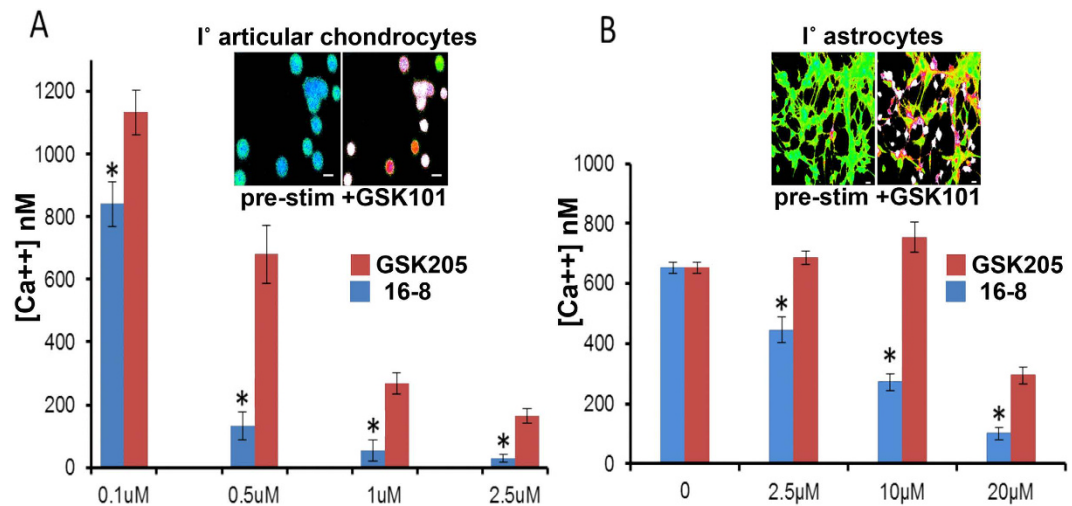 A
I° articular chondrocytes
pre-stim +GSK101
[Ca++] nM
1200
1000
800
600
400
200
0
*
*
*
*
GSK205
16-8
0.1uM 0.5uM 1uM 2.5uM
B
I° astrocytes
pre-stim +GSK101
[Ca++] nM
1000
800
600
400
200
0
*
*
*
GSK205
16-8
0 2.5µM 10µM 20µM